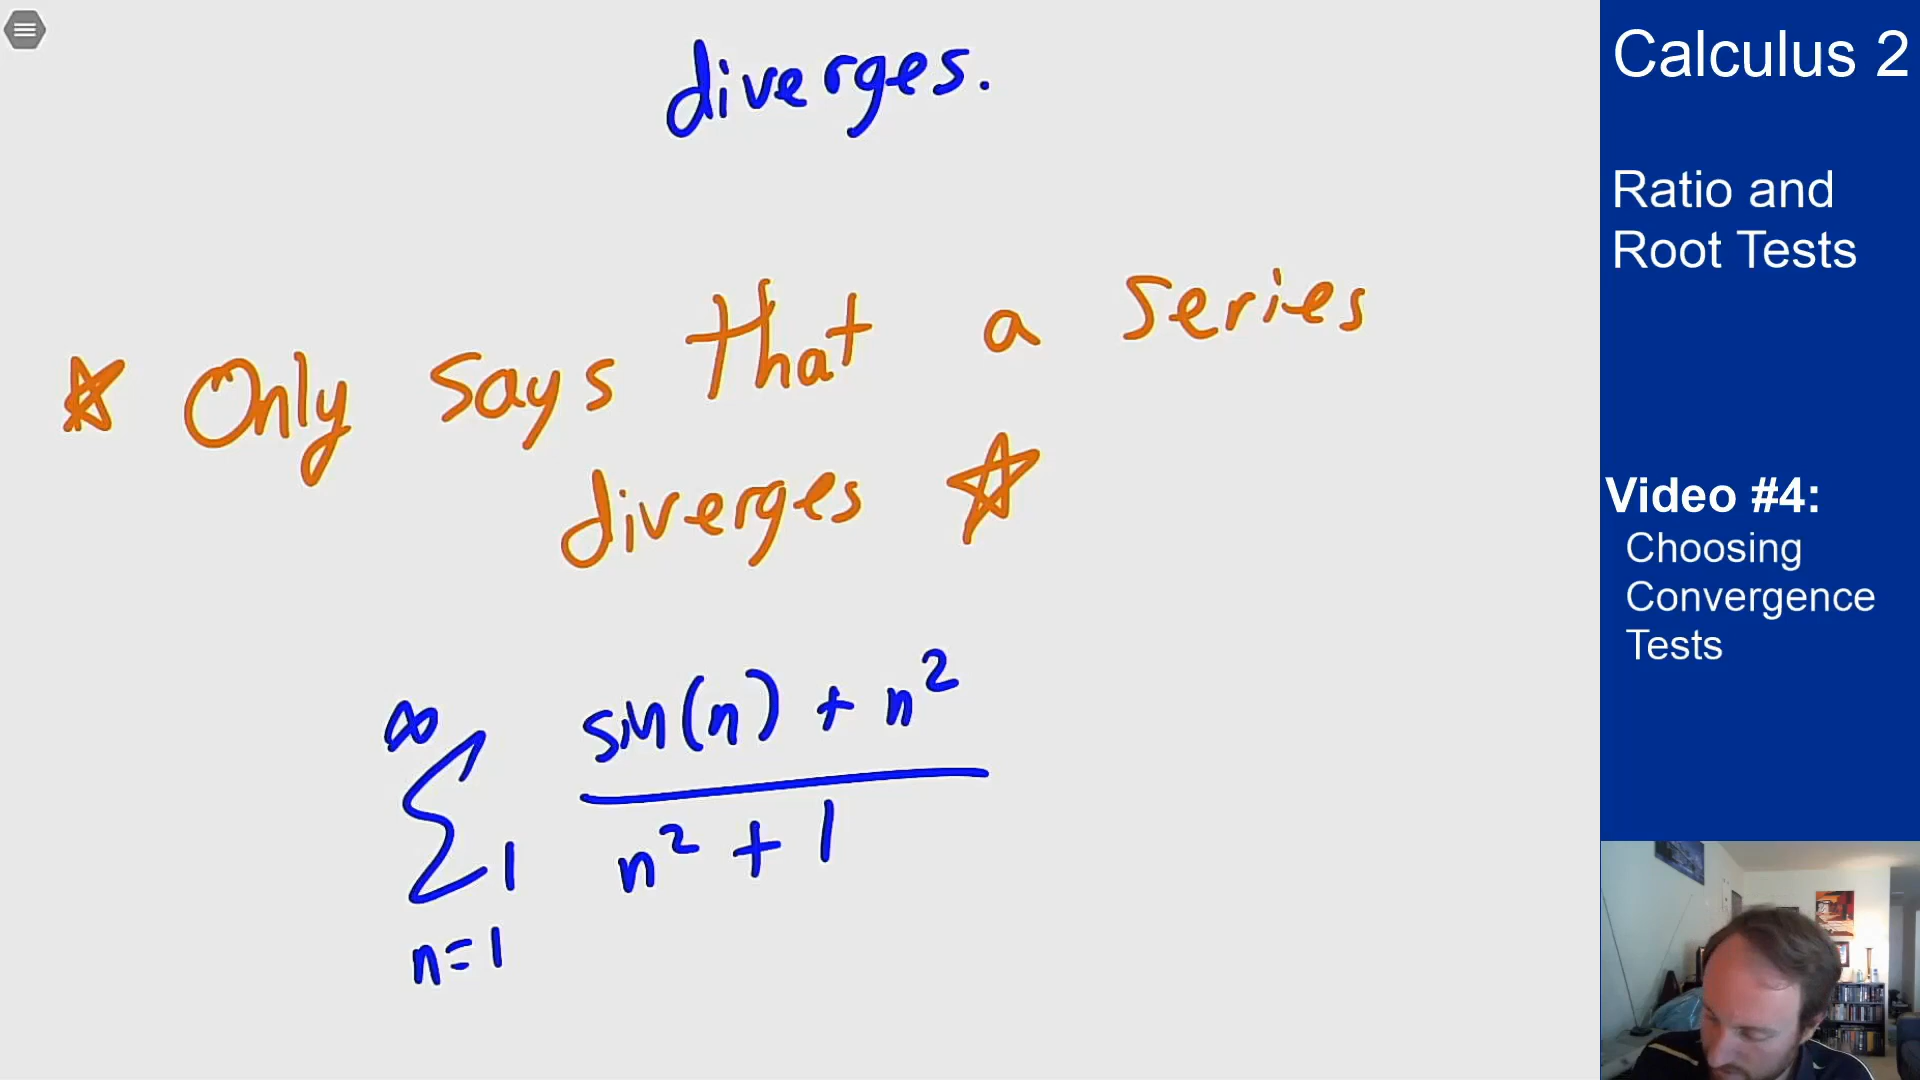 diverges.
☆ Only says that a series
diverges ☆
∞
∑ 1 sin(n) + n² / n² + 1
n=1
Calculus 2
Ratio and
Root Tests
Video #4:
Choosing
Convergence
Tests